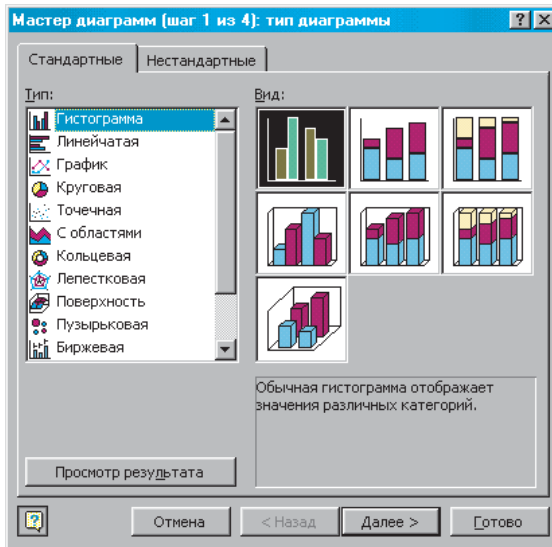 Мастер диаграмм (шаг 1 из 4): тип диаграммы
Стандартные
Нестандартные
Тип:
Гистограмма
Линейчатая
График
Круговая
Точечная
С областями
Кольцевая
Лепестковая
Поверхность
Пузырьковая
Биржевая
Вид:
Обычная гистограмма отображает
значения различных категорий.
Просмотр результата
Отмена
< Назад
Далее >
Готово